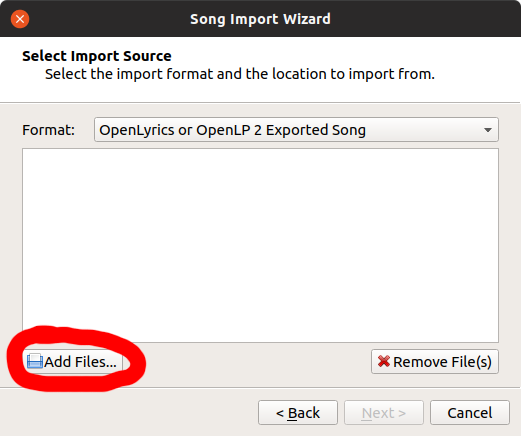 Song Import Wizard
Select Import Source
Select the import format and the location to import from.
Format: OpenLyrics or OpenLP 2 Exported Song
Add Files... Remove File(s)
< Back Next > Cancel